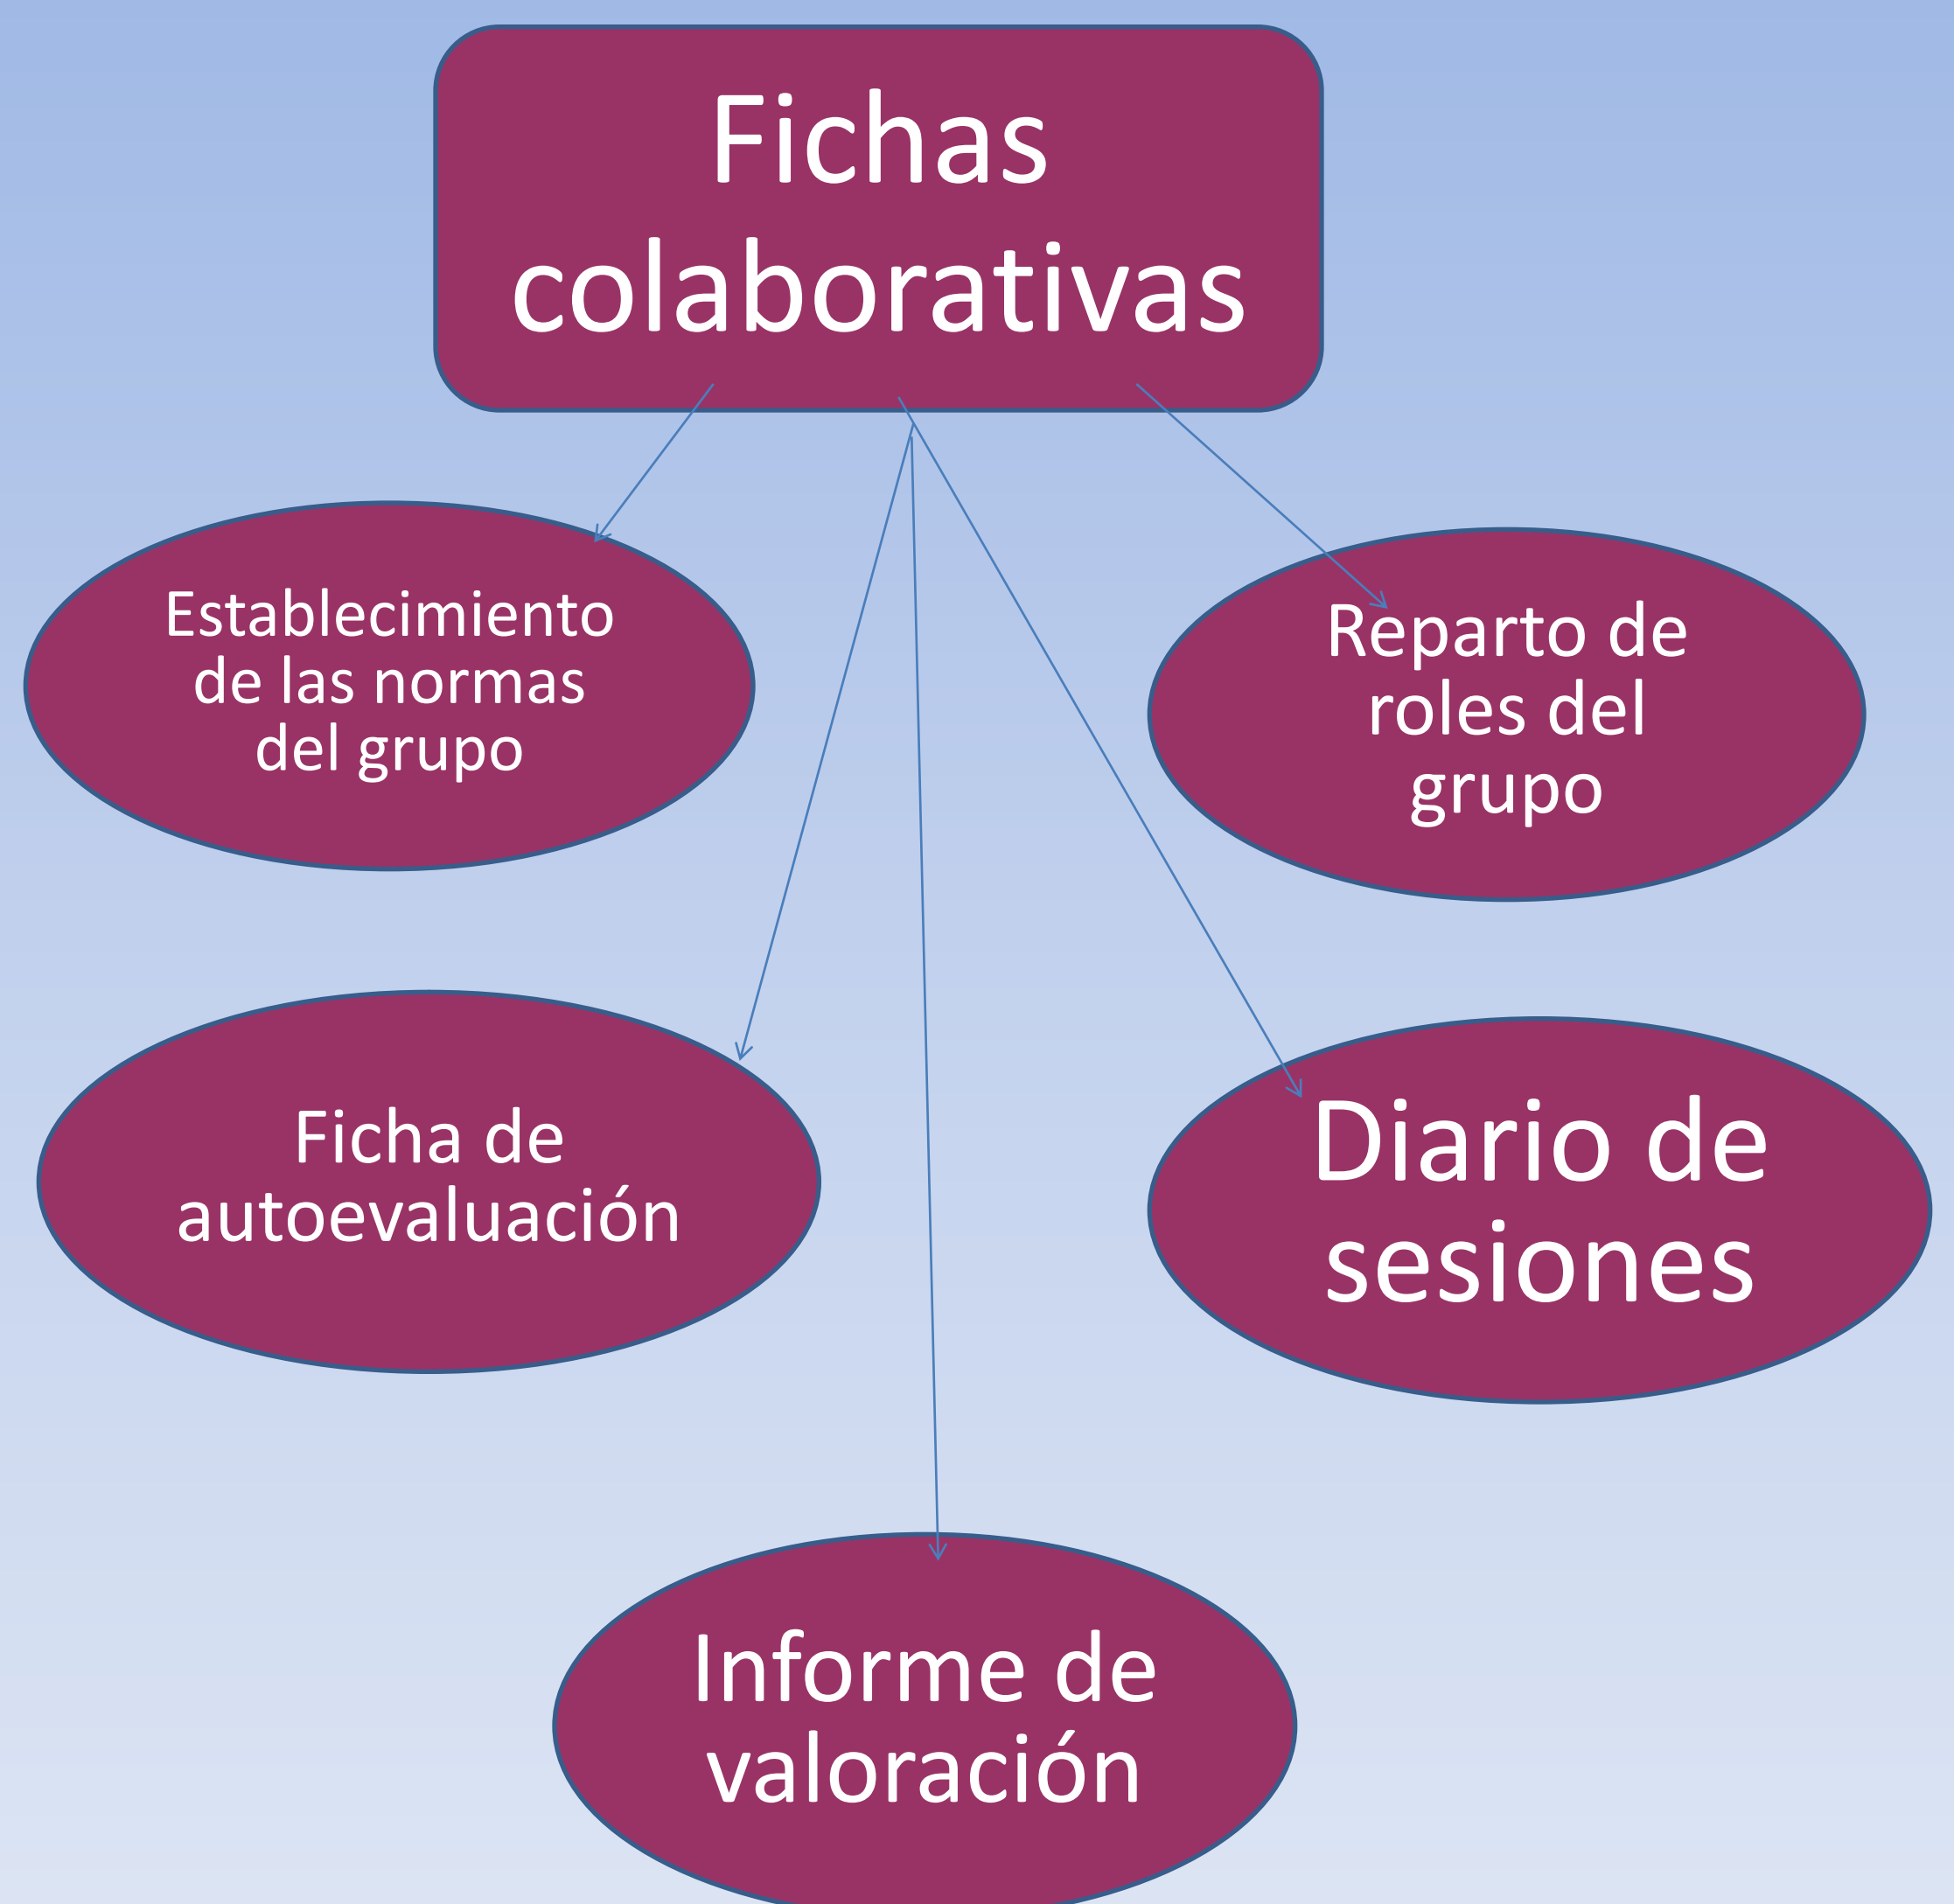 Fichas
colaborativas
Establecimiento
de las normas
del grupo
Reparto de
roles del
grupo
Ficha de
autoevaluación
Diario de
sesiones
Informe de
valoración